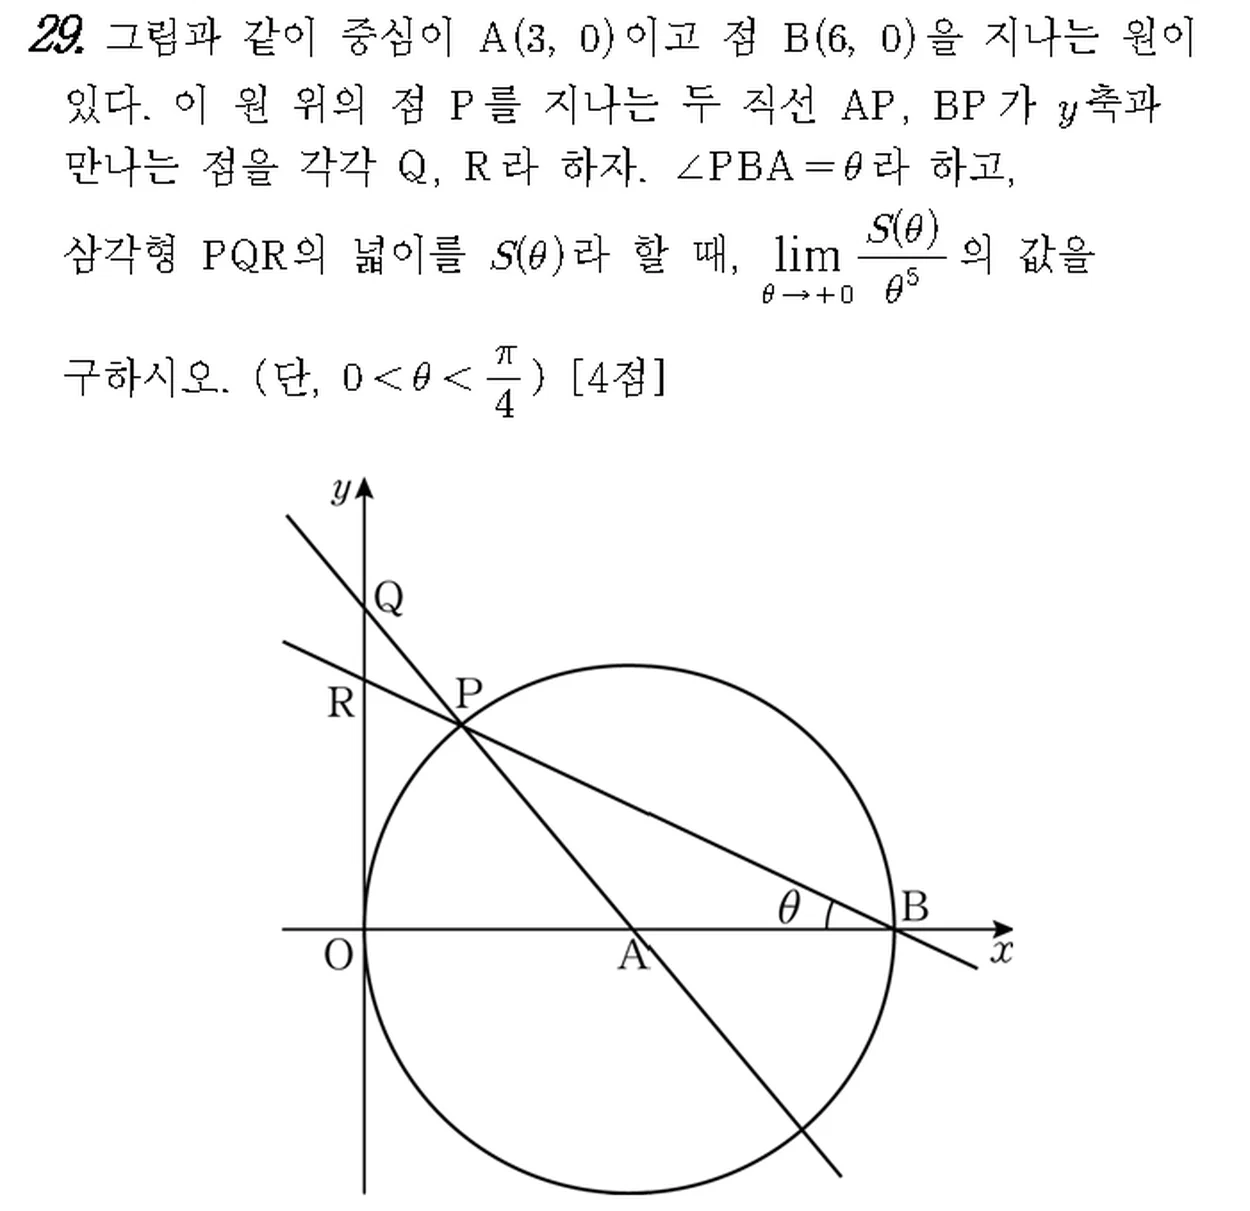 29. 그림과 같이 중심이 A(3, 0)이고 점 B(6, 0)을 지나는 원이
있다. 이 원 위의 점 P를 지나는 두 직선 AP, BP가 y축과
만나는 점을 각각 Q, R라 하자. ∠PBA=θ라 하고,
삼각형 PQR의 넓이를 S(θ)라 할 때, lim_{θ→+0} S(θ)/θ⁵의 값을
구하시오. (단, 0<θ<π/4) [4점]
y
Q
R
P
θ
B
O
A
x